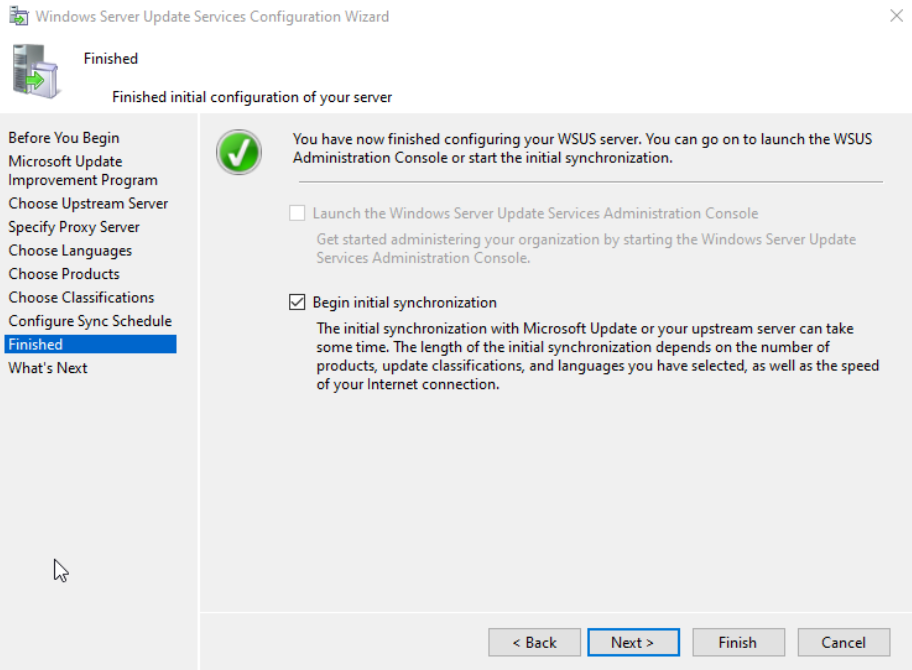 Windows Server Update Services Configuration Wizard
Finished
Finished initial configuration of your server
Before You Begin
Microsoft Update
Improvement Program
Choose Upstream Server
Specify Proxy Server
Choose Languages
Choose Products
Choose Classifications
Configure Sync Schedule
Finished
What's Next
You have now finished configuring your WSUS server. You can go on to launch the WSUS
Administration Console or start the initial synchronization.
Launch the Windows Server Update Services Administration Console
Get started administering your organization by starting the Windows Server Update
Services Administration Console.
Begin initial synchronization
The initial synchronization with Microsoft Update or your upstream server can take
some time. The length of the initial synchronization depends on the number of
products, update classifications, and languages you have selected, as well as the speed
of your Internet connection.
< Back
Next >
Finish
Cancel